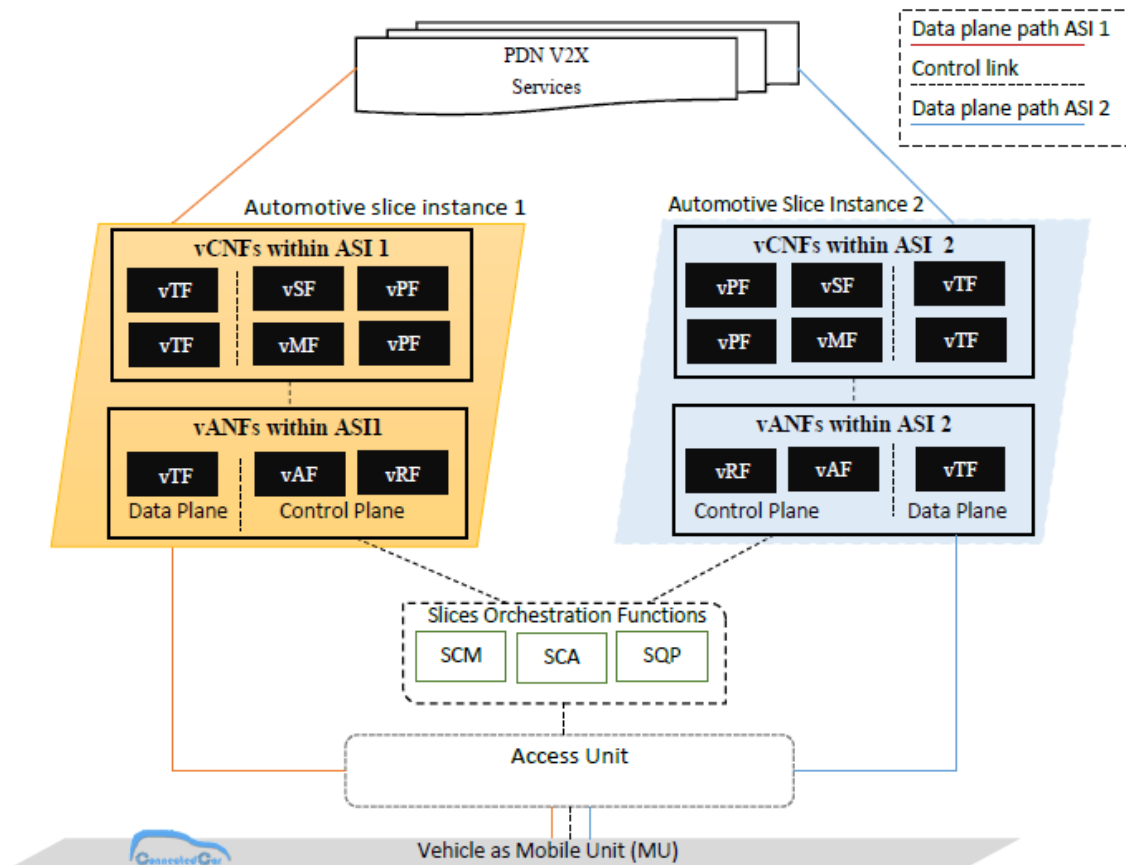 PDN V2X
Services
Data plane path ASI 1
Control link
Data plane path ASI 2
Automotive slice instance 1
vCNFs within ASI 1
vTF
vSF
vPF
vTF
vMF
vPF
vANFs within ASI1
vTF
vAF
vRF
Data Plane
Control Plane
Automotive Slice Instance 2
vCNFs within ASI 2
vPF
vSF
vTF
vPF
vMF
vTF
vANFs within ASI 2
vRF
vAF
vTF
Control Plane
Data Plane
Slices Orchestration Functions
SCM
SCA
SQP
Access Unit
ConnectedCar
Vehicle as Mobile Unit (MU)